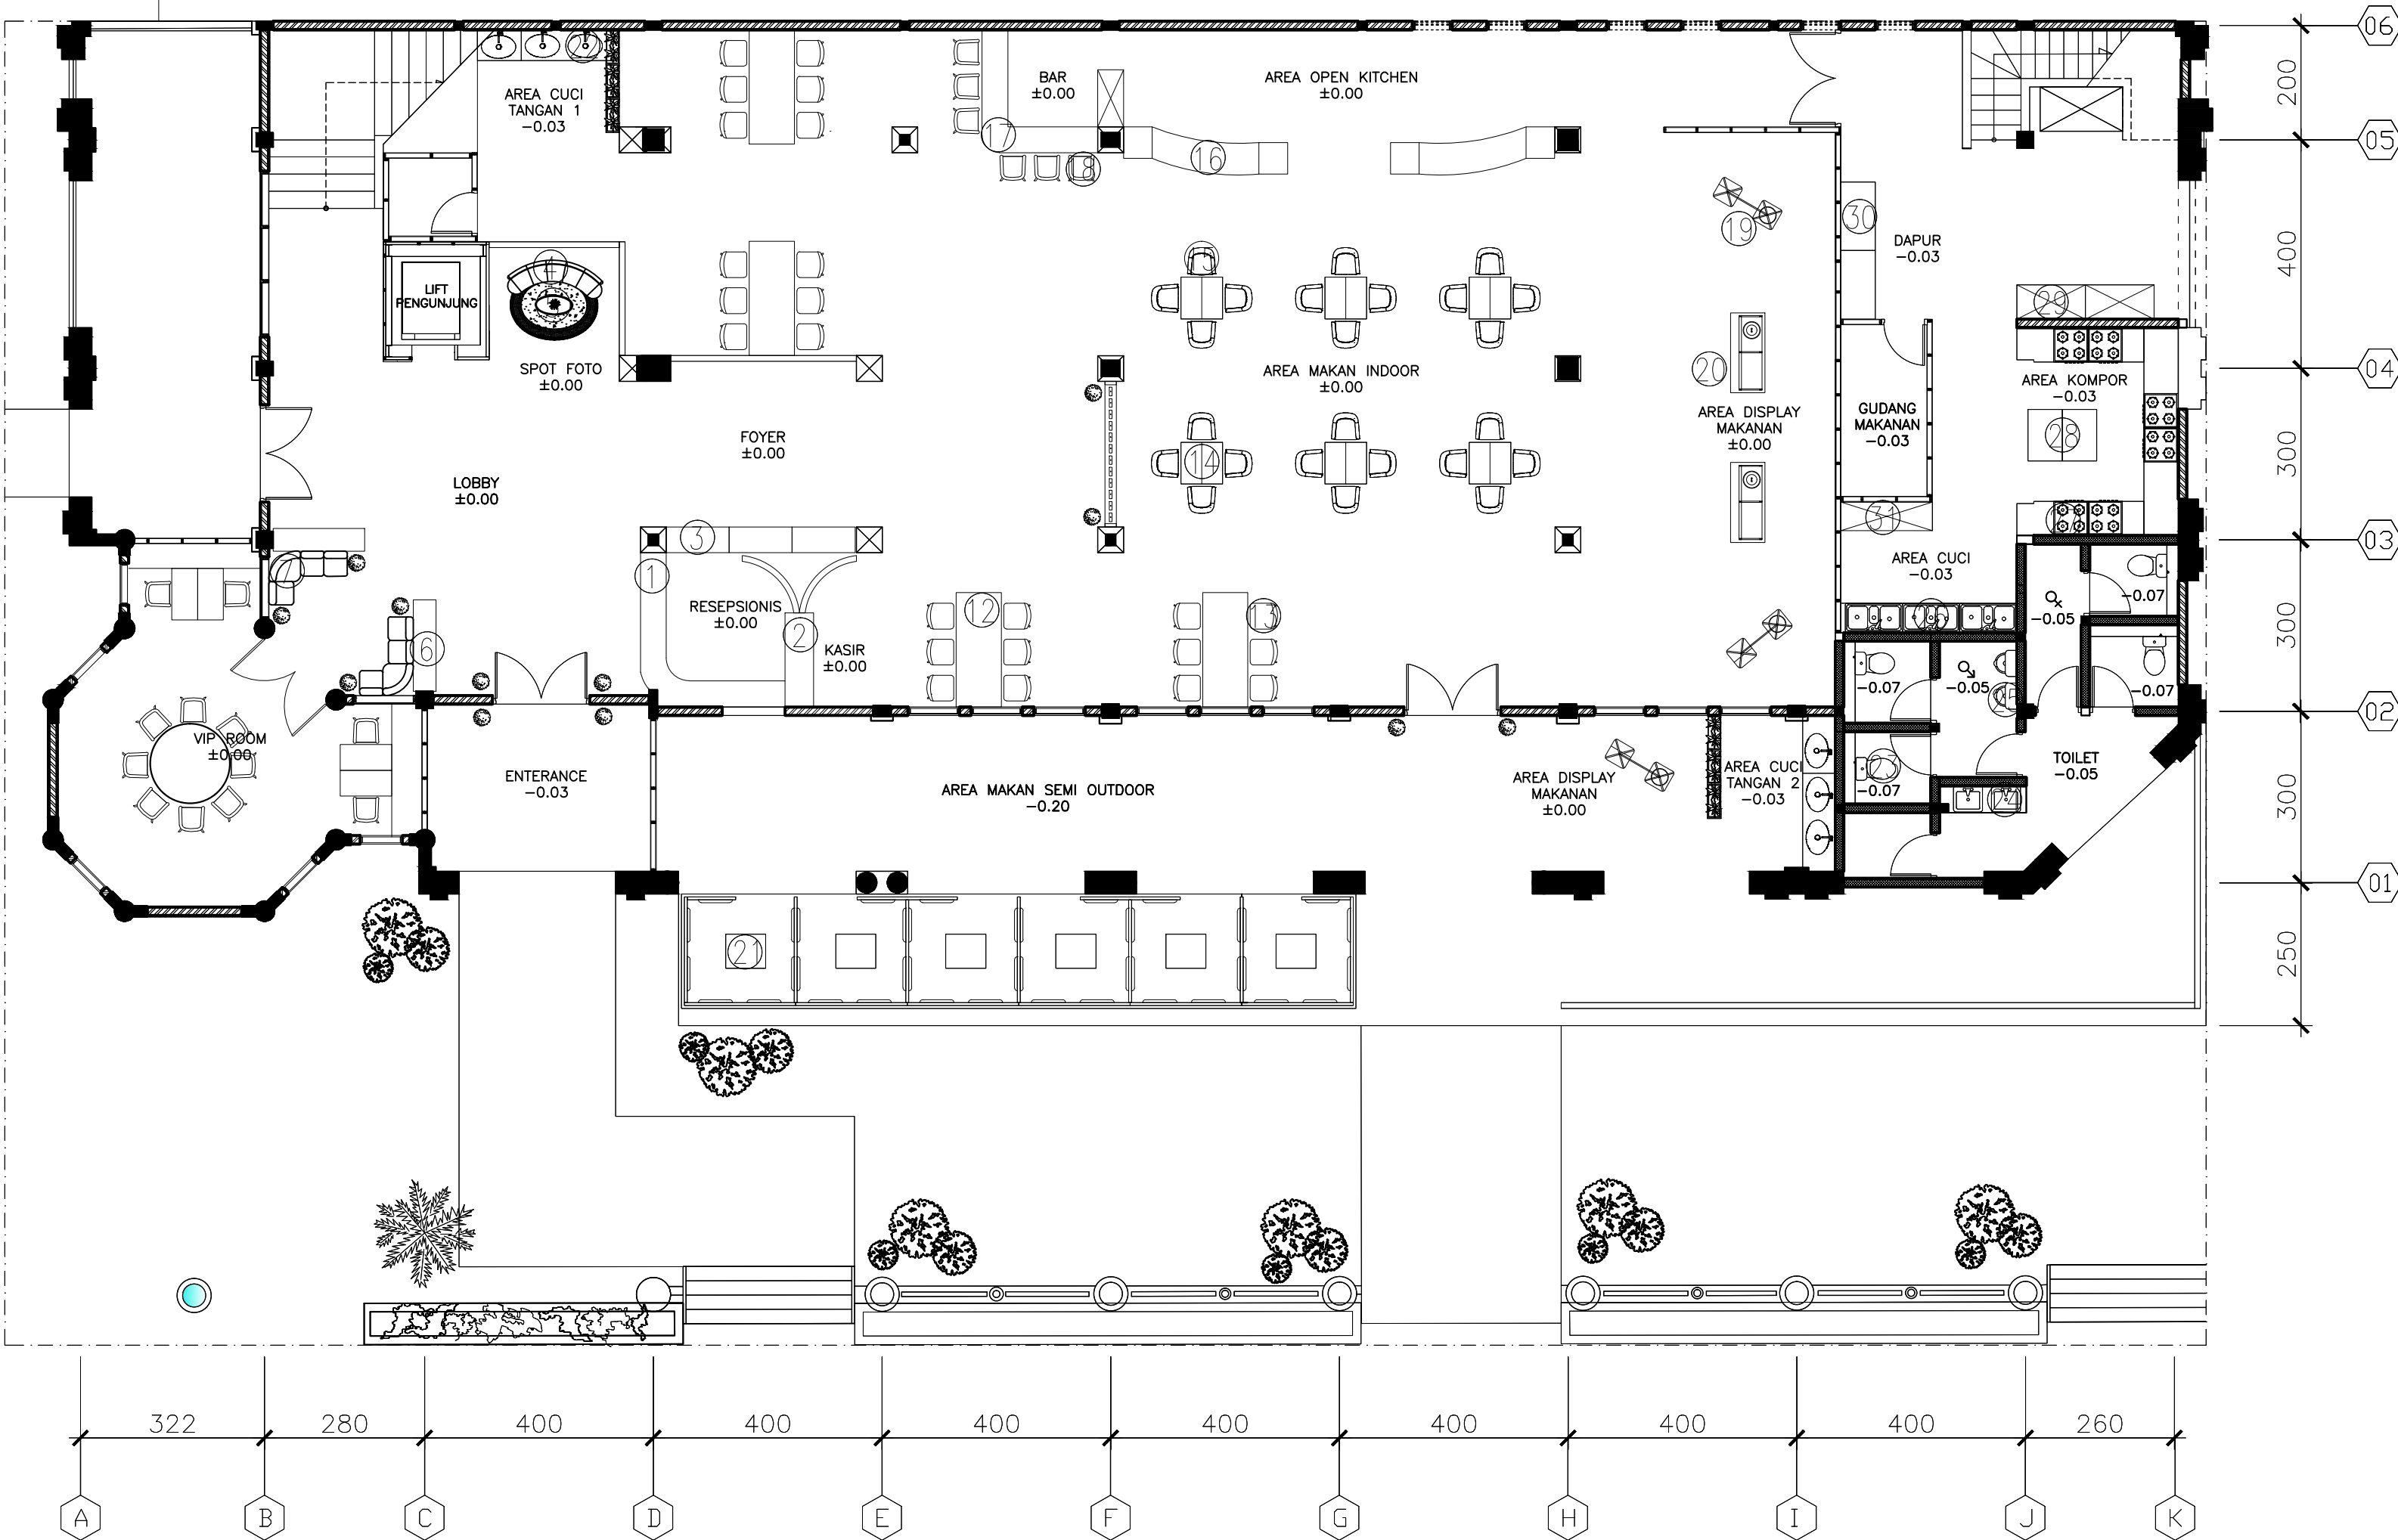 06
200
AREA CUCI
TANGAN 1
-0.03
22
BAR
±0.00
AREA OPEN KITCHEN
±0.00
17
18
16
05
400
4
LIFT
PENGUNJUNG
SPOT FOTO
±0.00
15
19
30
DAPUR
-0.03
29
AREA MAKAN INDOOR
±0.00
20
AREA DISPLAY
MAKANAN
±0.00
GUDANG
MAKANAN
-0.03
AREA KOMPOR
-0.03
28
04
300
FOYER
±0.00
LOBBY
±0.00
14
31
3
1
7
03
RESEPSIONIS
±0.00
2
KASIR
±0.00
6
12
13
AREA CUCI
-0.03
-0.05
-0.07
300
-0.07
-0.05
-0.07
02
VIP ROOM
±0.00
ENTERANCE
-0.03
AREA MAKAN SEMI OUTDOOR
-0.20
AREA DISPLAY
MAKANAN
±0.00
AREA CUCI
TANGAN 2
-0.03
23
-0.07
24
TOILET
-0.05
300
01
21
250
322
280
400
400
400
400
400
400
400
260
A
B
C
D
E
F
G
H
I
J
K